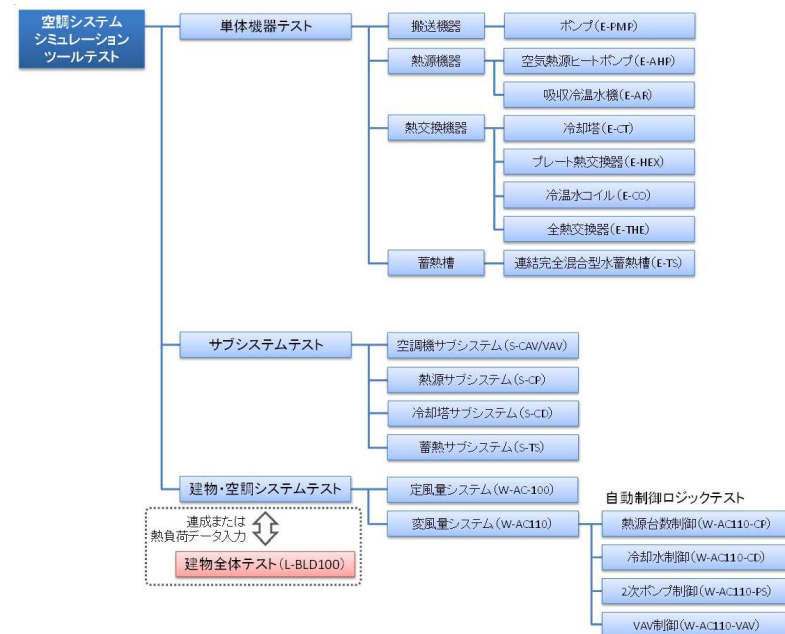 空調システム
シミュレーション
ツールテスト
単体機器テスト
搬送機器
ポンプ(E-PMP)
熱源機器
空気熱源ヒートポンプ(E-AHP)
吸収冷温水機(E-AR)
熱交換機器
冷却塔(E-CT)
プレート熱交換器(E-HEX)
冷温水コイル(E-CO)
全熱交換器(E-THE)
蓄熱槽
連結完全混合型水蓄熱槽(E-TS)
サブシステムテスト
空調機サブシステム(S-CAV/VAV)
熱源サブシステム(S-CP)
冷却塔サブシステム(S-CD)
蓄熱サブシステム(S-TS)
建物・空調システムテスト
定風量システム(W-AC-100)
変風量システム(W-AC110)
連成または
熱負荷データ入力
建物全体テスト(L-BLD100)
自動制御ロジックテスト
熱源台数制御(W-AC110-CP)
冷却水制御(W-AC110-CD)
2次ポンプ制御(W-AC110-PS)
VAV制御(W-AC110-VAV)